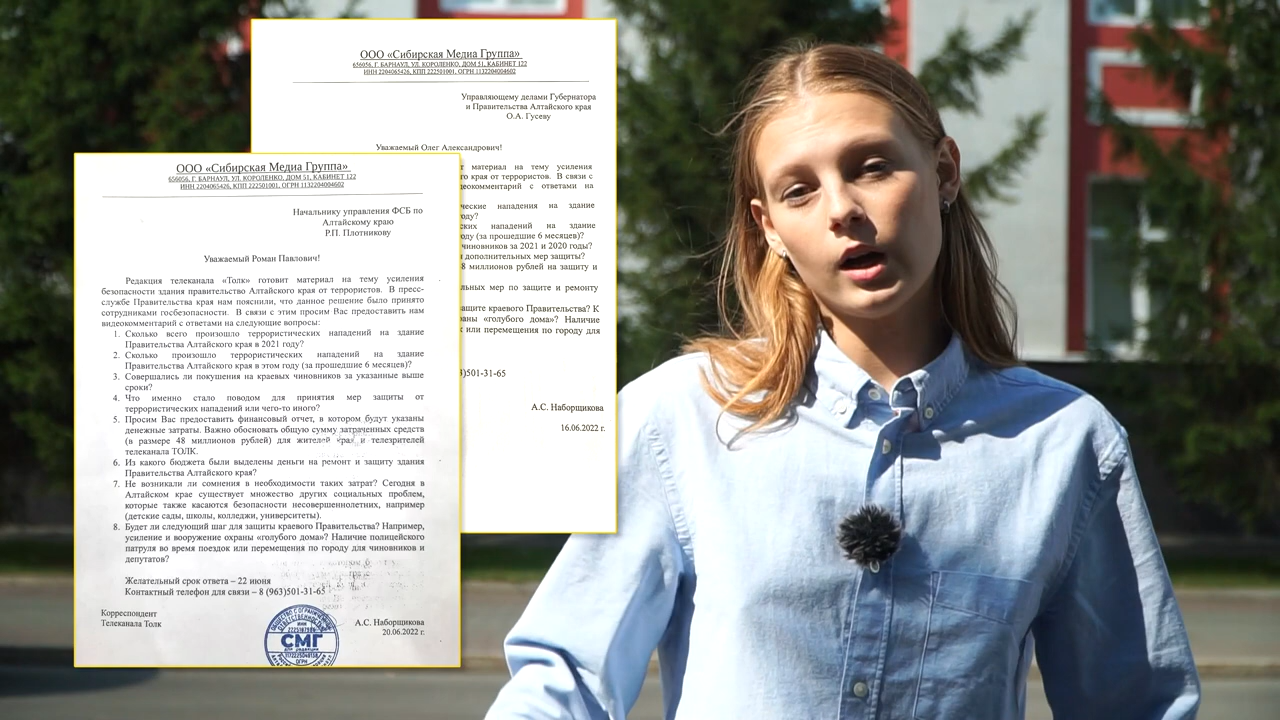 ООО «Сибирская Медиа Группа»
656056, Г. БАРНАУЛ, УЛ. КОРОЛЕНКО, ДОМ 51, КАБИНЕТ 122
ИНН 2204065426, КПП 222501001, ОГРН 1132204004602
Управляющему делами Губернатора
и Правительства Алтайского края
О.А. Гусеву
Уважаемый Олег Александрович!
материал на тему усиления
края от террористов. В связи с
с ответами на
нападения на здание
нападения на здание
(за прошедшие 6 месяцев)?
чиновников за 2021 и 2020 годы?
дополнительных мер защиты?
миллионов рублей на защиту и
мер по защите и ремонту
защите краевого Правительства? К
«голубого дома»? Наличие
или перемещения по городу для
501-31-65
А.С. Наборщикова
16.06.2022 г.
ООО «Сибирская Медиа Группа»
656056, Г. БАРНАУЛ, УЛ. КОРОЛЕНКО, ДОМ 51, КАБИНЕТ 122
ИНН 2204065426, КПП 222501001, ОГРН 1132204004602
Начальнику управления ФСБ по
Алтайскому краю
Р.П. Плотникову
Уважаемый Роман Павлович!
Редакция телеканала «Толк» готовит материал на тему усиления
безопасности здания правительство Алтайского края от террористов. В пресс-
службе Правительства края нам пояснили, что данное решение было принято
сотрудниками госбезопасности. В связи с этим просим Вас предоставить нам
видеокомментарий с ответами на следующие вопросы:
1. Сколько всего произошло террористических нападений на здание
Правительства Алтайского края в 2021 году?
2. Сколько произошло террористических нападений на здание
Правительства Алтайского края в этом году (за прошедшие 6 месяцев)?
3. Совершались ли покушения на краевых чиновников за указанные выше
сроки?
4. Что именно стало поводом для принятия мер защиты от
террористических нападений или чего-то иного?
5. Просим Вас предоставить финансовый отчет, в котором будут указаны
денежные затраты. Важно обосновать общую сумму затраченных средств
(в размере 48 миллионов рублей) для жителей края и телезрителей
телеканала ТОЛК.
6. Из какого бюджета были выделены деньги на ремонт и защиту здания
Правительства Алтайского края?
7. Не возникали ли сомнения в необходимости таких затрат? Сегодня в
Алтайском крае существует множество других социальных проблем,
которые также касаются безопасности несовершеннолетних, например
(детские сады, школы, колледжи, университеты).
8. Будет ли следующий шаг для защиты краевого Правительства? Например,
усиление и вооружение охраны «голубого дома»? Наличие полицейского
патруля во время поездок или перемещения по городу для чиновников и
депутатов?
Желательный срок ответа – 22 июня
Контактный телефон для связи – 8 (963)501-31-65
Корреспондент
Телеканала Толк
А.С. Наборщикова
20.06.2022 г.
СМГ